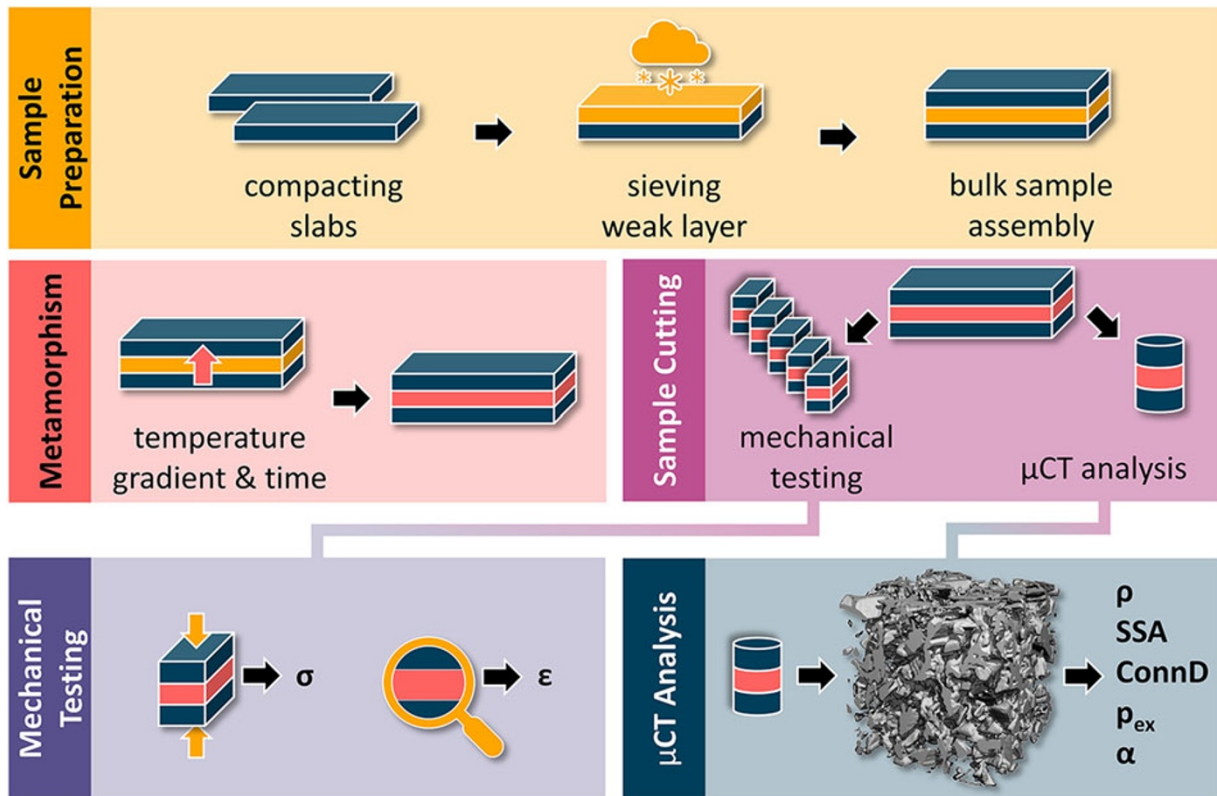 Sample
Preparation
compacting
slabs
sieving
weak layer
bulk sample
assembly
Metamorphism
temperature
gradient & time
Sample Cutting
mechanical
testing
μCT analysis
Mechanical
Testing
σ
ε
μCT Analysis
ρ
SSA
ConnD
pex
α